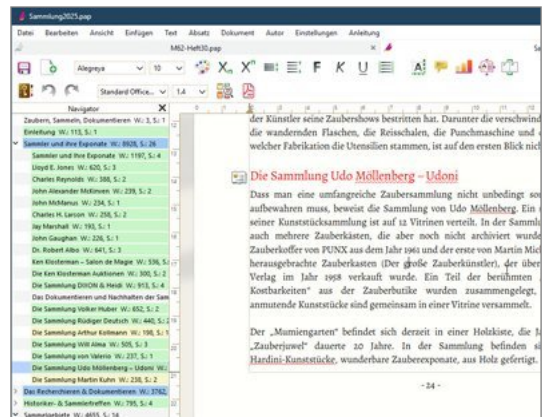 Sammlung2025.pap
Datei Bearbeiten Ansicht Einfügen Text Absatz Dokument Autor Einstellungen Anleitung
M62-Heft30.pap × Sa
Alegreya 10 X X F K U
Standard Office... 1.4
Navigator X
Zaubern, Sammeln, Dokumentieren W.: 3, S.: 1
Einleitung W.: 113, S.: 1
Sammler und ihre Exponate W.: 8928, S.: 26
Sammler und ihre Exponate W.: 1197, S.: 4
Lloyd E. Jones W.: 620, S.: 3
Charles Reynolds W.: 388, S.: 2
John Alexander McKinven W.: 239, S.: 2
John McManus W.: 234, S.: 1
Charles H. Larson W.: 258, S.: 2
Jay Marshall W.: 193, S.: 1
John Gaughan W.: 226, S.: 1
Dr. Robert Albo W.: 641, S.: 3
Ken Klosterman – Salon de Magie W.: 536, S.:
Die Ken Klosterman Auktionen W.: 300, S.: 2
Die Sammlung DIXON & Heidi W.: 913, S.: 4
Das Dokumentieren und Nachhalten der Sam
Die Sammlung Volker Huber W.: 652, S.: 2
Die Sammlung Rüdiger Deutsch W.: 440, S.: 2
Die Sammlung Arthur Kollmann W.: 198, S.: 1
Die Sammlung Will Alma W.: 505, S.: 3
Die Sammlung von Valerio W.: 237, S.: 1
Die Sammlung Udo Möllenberg – Udoni W.:
Die Sammlung Martin Kuhn W.: 238, S.: 2
Das Recherchieren & Dokumentieren W.: 3762,
Historiker- & Sammlertreffen W.: 795, S.: 4
Sammelgebiete W.: 4655, S.: 14
der Künstler seine Zaubershows bestritten hat. Darunter die verschwind
die wandernden Flaschen, die Reisschalen, die Punchmaschine und
welcher Fabrikation die Utensilien stammen, ist auf den ersten Blick nich
Die Sammlung Udo Möllenberg – Udoni
Dass man eine umfangreiche Zaubersammlung nicht unbedingt so
aufbewahren muss, beweist die Sammlung von Udo Möllenberg. Ein
seiner Kunststücksammlung ist auf 12 Vitrinen verteilt. In der Samml
auch mehrere Zauberkästen, die aber noch nicht archiviert wurd
Zauberkoffer von PUNX aus dem Jahr 1961 und der erste von Martin Mich
herausgebrachte Zauberkasten (Der große Zauberkünstler), der über
Verlag im Jahr 1958 verkauft wurde. Ein Teil der berühmten
Kostbarkeiten“ aus der Zauberbutike wurden zusammengelegt,
anmutende Kunststücke sind gemeinsam in einer Vitrine versammelt.
Der „Mumiengarten“ befindet sich derzeit in einer Holzkiste, die J
„Zauberjuwel“ dauerte 20 Jahre. In der Sammlung befinden s
Hardini-Kunststücke, wunderbare Zauberexponate, aus Holz gefertigt.
- 24 -